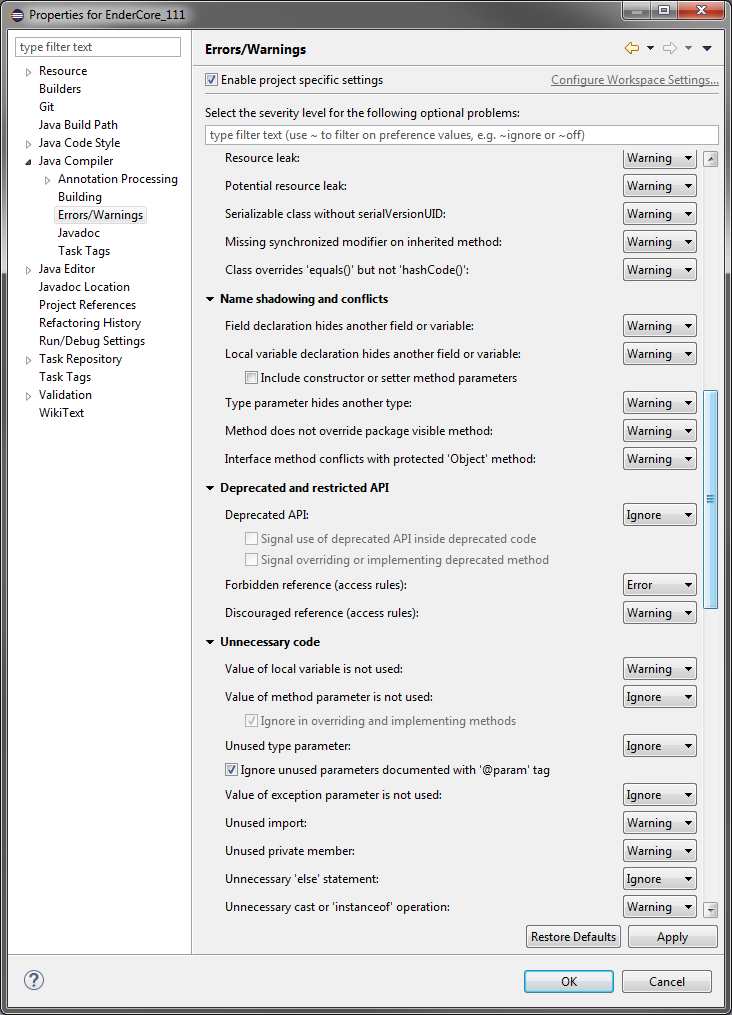 Properties for EnderCore_111
type filter text
Resource
Builders
Git
Java Build Path
Java Code Style
Java Compiler
Annotation Processing
Building
Errors/Warnings
Javadoc
Task Tags
Java Editor
Javadoc Location
Project References
Refactoring History
Run/Debug Settings
Task Repository
Task Tags
Validation
WikiText
Errors/Warnings
Enable project specific settings
Configure Workspace Settings...
Select the severity level for the following optional problems:
type filter text (use ~ to filter on preference values, e.g. ~ignore or ~off)
Resource leak: Warning
Potential resource leak: Warning
Serializable class without serialVersionUID: Warning
Missing synchronized modifier on inherited method: Warning
Class overrides 'equals()' but not 'hashCode()': Warning
Name shadowing and conflicts
Field declaration hides another field or variable: Warning
Local variable declaration hides another field or variable: Warning
Include constructor or setter method parameters
Type parameter hides another type: Warning
Method does not override package visible method: Warning
Interface method conflicts with protected 'Object' method: Warning
Deprecated and restricted API
Deprecated API: Ignore
Signal use of deprecated API inside deprecated code
Signal overriding or implementing deprecated method
Forbidden reference (access rules): Error
Discouraged reference (access rules): Warning
Unnecessary code
Value of local variable is not used: Warning
Value of method parameter is not used: Ignore
Ignore in overriding and implementing methods
Unused type parameter: Ignore
Ignore unused parameters documented with '@param' tag
Value of exception parameter is not used: Ignore
Unused import: Warning
Unused private member: Warning
Unnecessary 'else' statement: Ignore
Unnecessary cast or 'instanceof' operation: Warning
Restore Defaults
Apply
?
OK
Cancel